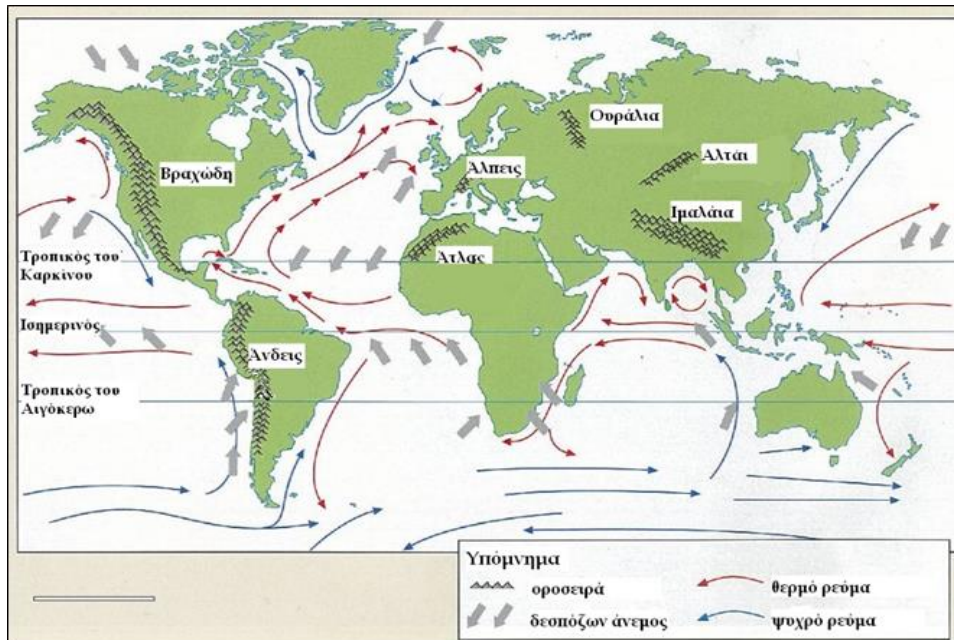 Ουράλια
Αλτάι
Άλπεις
Βραχώδη
Ιμαλάια
Άτλας
Τροπικός του
Καρκίνου
Ισημερινός
Άνδεις
Τροπικός του
Αιγόκερω
Υπόμνημα
οροσειρά
θερμό ρεύμα
δεσπόζων άνεμος
ψυχρό ρεύμα